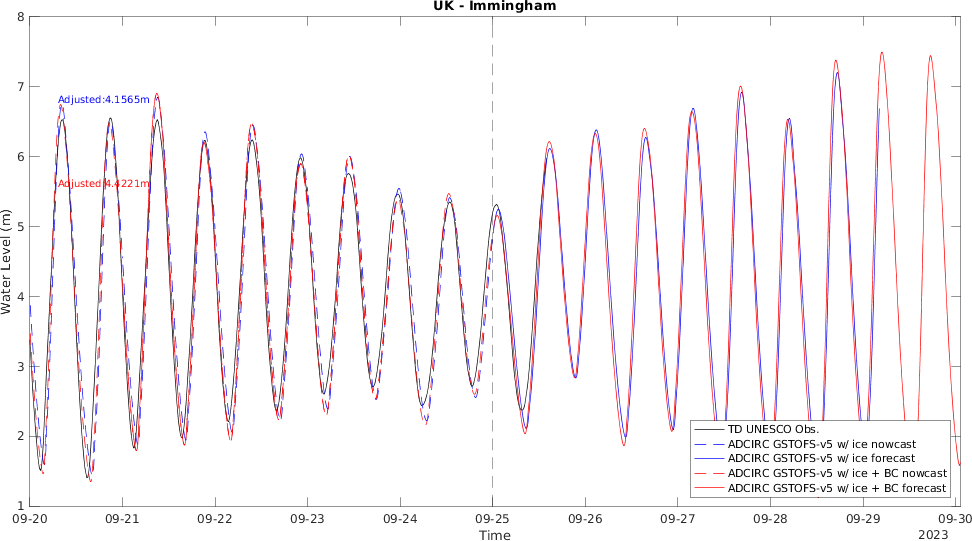 UK - Immingham
8
7
6
5
4
3
2
1
Water Level (m)
Adjusted:4.1565m
Adjusted:4.4221m
TD UNESCO Obs.
ADCIRC GSTOFS-v5 w/ ice nowcast
ADCIRC GSTOFS-v5 w/ ice forecast
ADCIRC GSTOFS-v5 w/ ice + BC nowcast
ADCIRC GSTOFS-v5 w/ ice + BC forecast
09-20 09-21 09-22 09-23 09-24 09-25 09-26 09-27 09-28 09-29 09-30
Time
2023